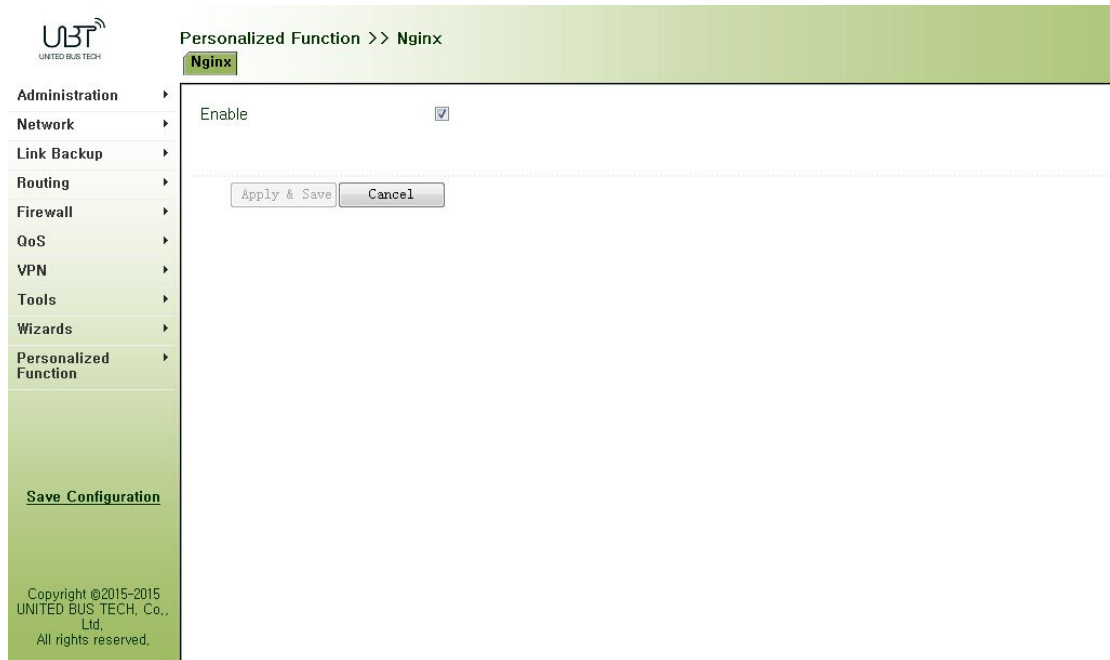 UBT
UNITED BUS TECH
Personalized Function >> Nginx
Nginx
Administration
Network
Link Backup
Routing
Firewall
QoS
VPN
Tools
Wizards
Personalized
Function
Enable
Apply & Save
Cancel
Save Configuration
Copyright ©2015-2015
UNITED BUS TECH. Co.,
Ltd.
All rights reserved.